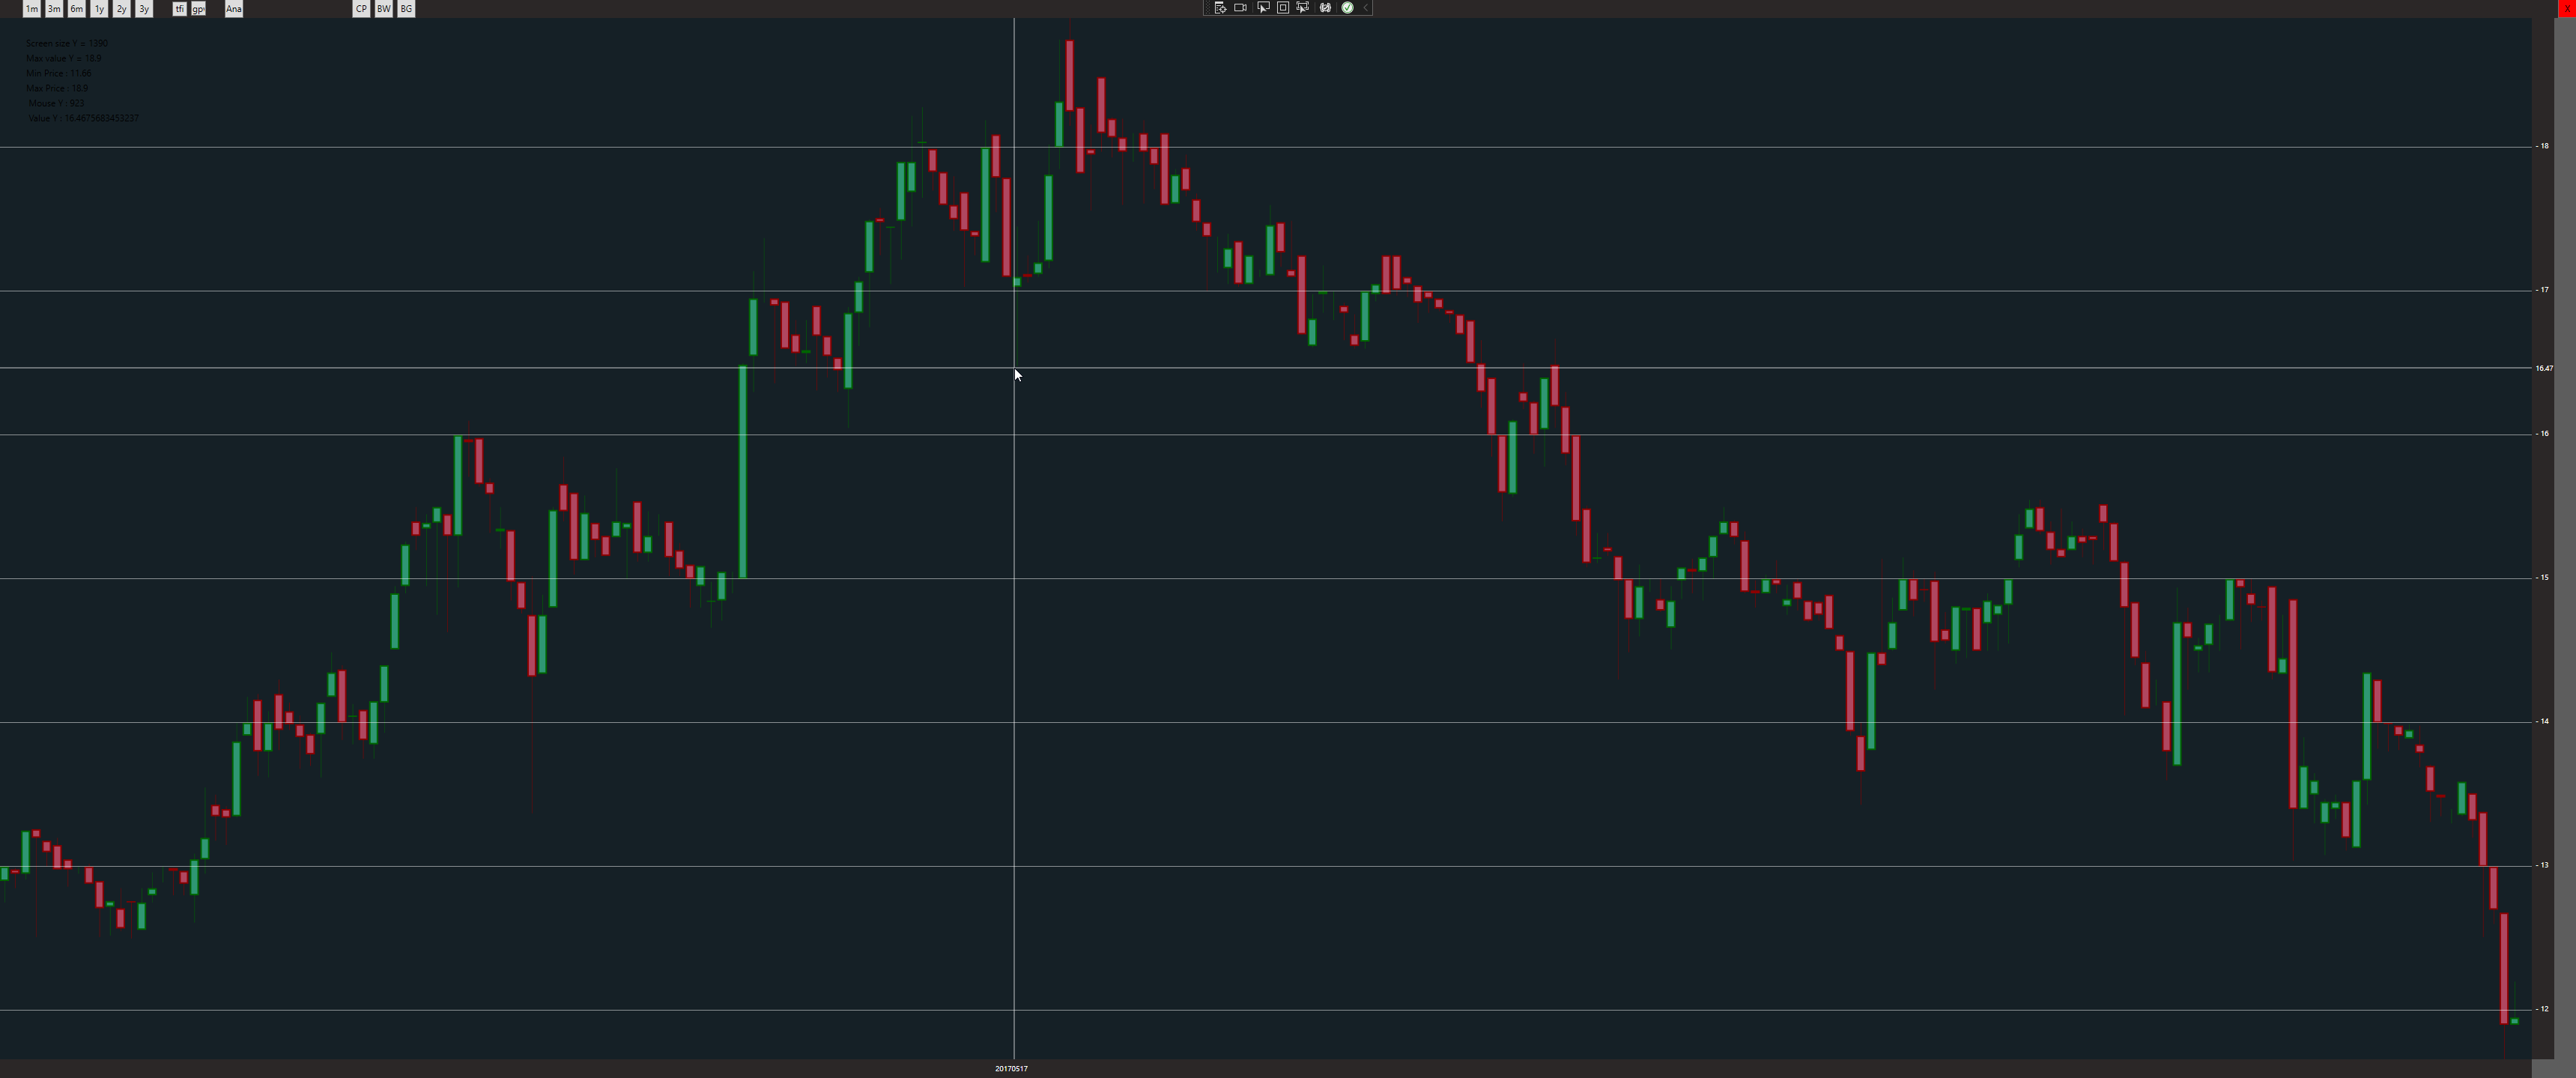 1m 3m 6m 1y 2y 3y tfi gp Ana CP BW BG X
Screen size Y = 1390
Max value Y = 18.9
Min Price : 11.66
Max Price : 18.9
Mouse Y : 923
Value Y : 16.4675683453237
- 18
- 17
16.47
- 16
- 15
- 14
- 13
- 12
20170517